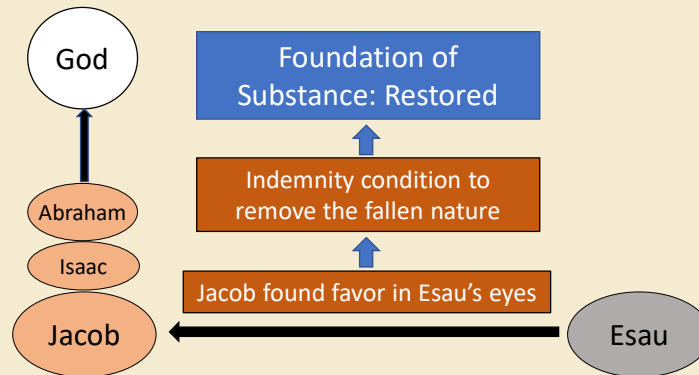 God
Foundation of
Substance: Restored
Indemnity condition to
remove the fallen nature
Abraham
Isaac
Jacob found favor in Esau’s eyes
Jacob
Esau